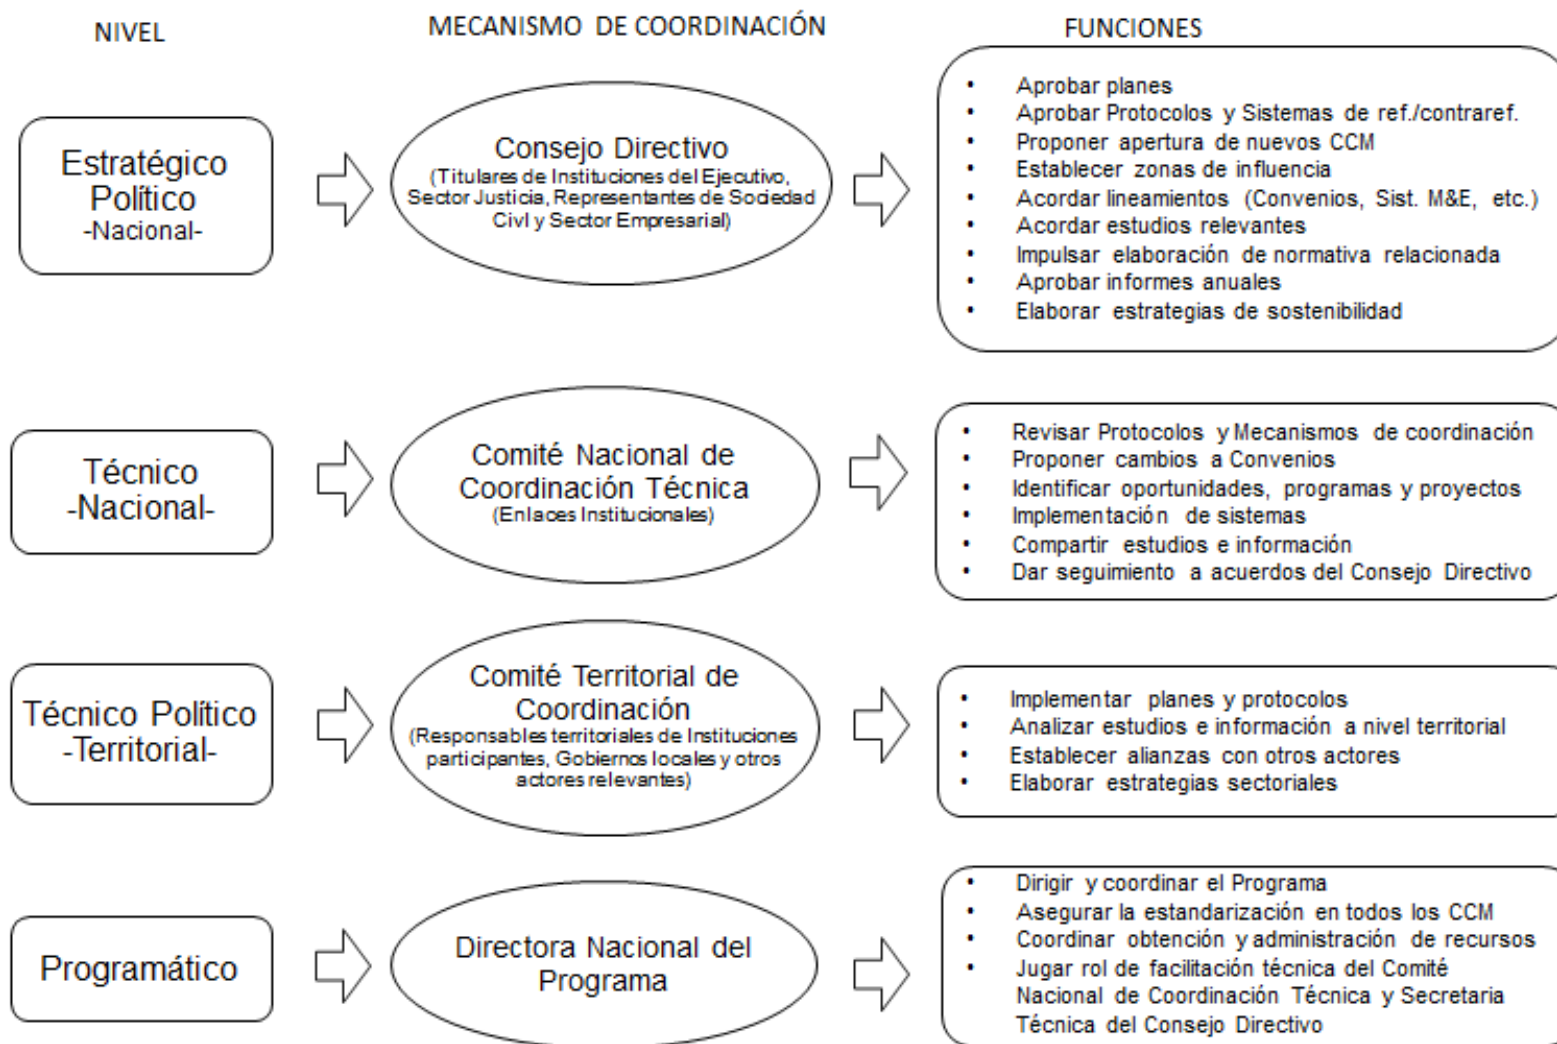 NIVEL
MECANISMO DE COORDINACIÓN
FUNCIONES
Estratégico
Político
-Nacional-
Consejo Directivo
(Titulares de Instituciones del Ejecutivo,
Sector Justicia, Representantes de Sociedad
Civl y Sector Empresarial)
• Aprobar planes
• Aprobar Protocolos y Sistemas de ref./contraref.
• Proponer apertura de nuevos CCM
• Establecer zonas de influencia
• Acordar lineamientos (Convenios, Sist. M&E, etc.)
• Acordar estudios relevantes
• Impulsar elaboración de normativa relacionada
• Aprobar informes anuales
• Elaborar estrategias de sostenibilidad
Técnico
-Nacional-
Comité Nacional de
Coordinación Técnica
(Enlaces Institucionales)
• Revisar Protocolos y Mecanismos de coordinación
• Proponer cambios a Convenios
• Identificar oportunidades, programas y proyectos
• Implementación de sistemas
• Compartir estudios e información
• Dar seguimiento a acuerdos del Consejo Directivo
Técnico Político
-Territorial-
Comité Territorial de
Coordinación
(Responsables territoriales de Instituciones
participantes, Gobiernos locales y otros
actores relevantes)
• Implementar planes y protocolos
• Analizar estudios e información a nivel territorial
• Establecer alianzas con otros actores
• Elaborar estrategias sectoriales
Programático
Directora Nacional del
Programa
• Dirigir y coordinar el Programa
• Asegurar la estandarización en todos los CCM
• Coordinar obtención y administración de recursos
• Jugar rol de facilitación técnica del Comité
Nacional de Coordinación Técnica y Secretaria
Técnica del Consejo Directivo